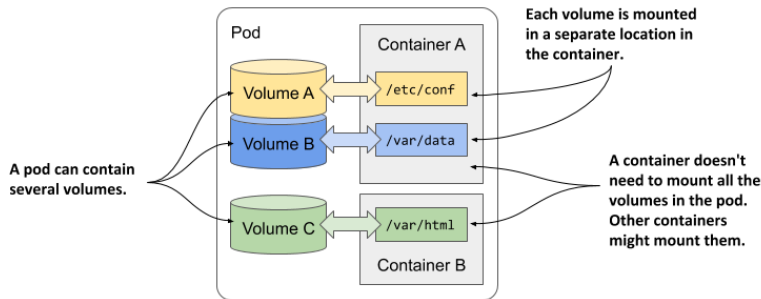 Each volume is mounted
in a separate location in
the container.
Pod
Container A
Volume A
/etc/conf
Volume B
/var/data
A pod can contain
several volumes.
A container doesn't
need to mount all the
volumes in the pod.
Other containers
might mount them.
Volume C
/var/html
Container B